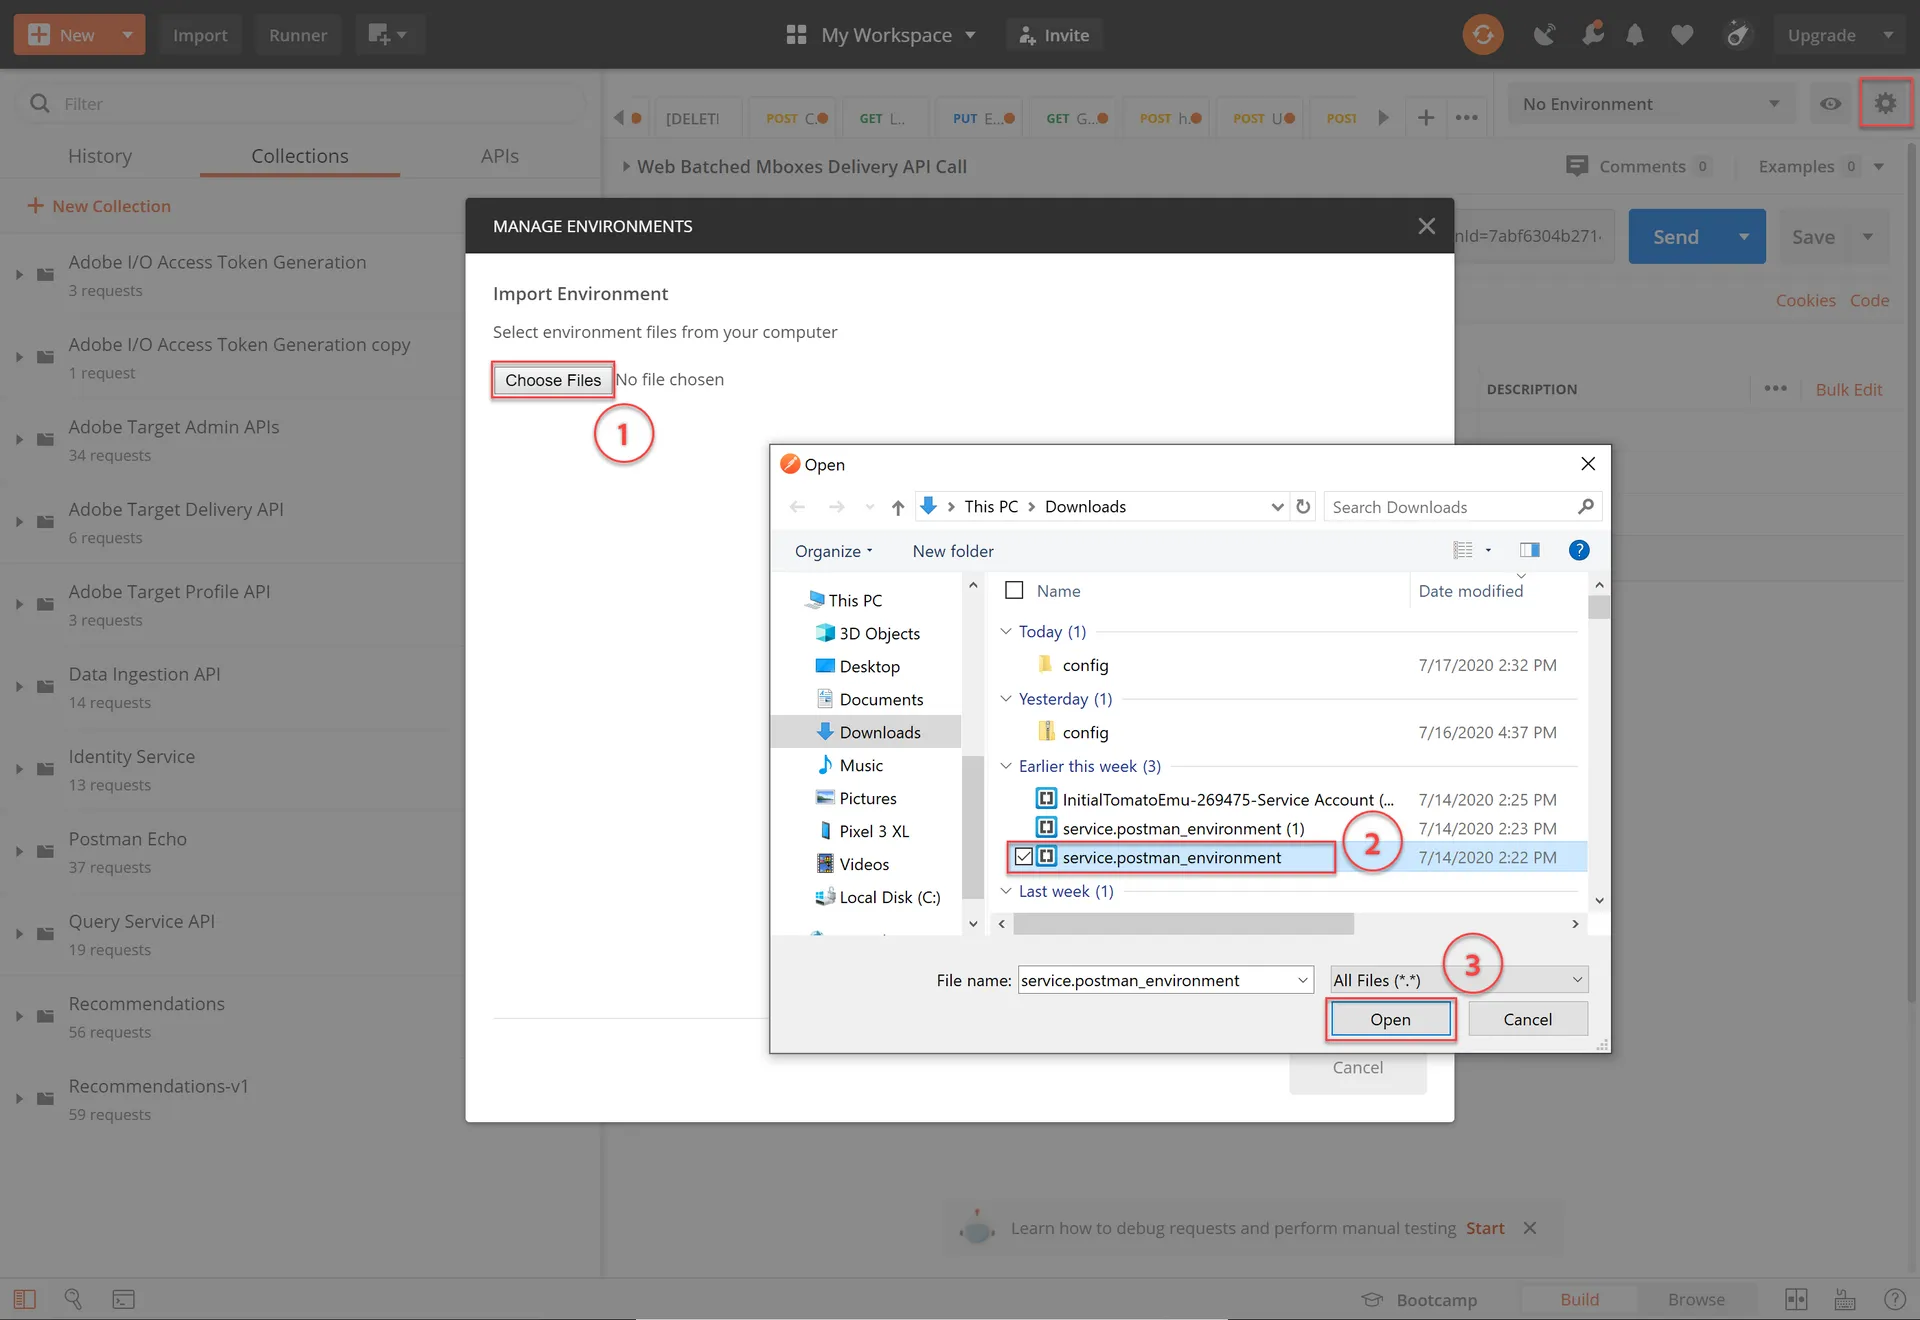 New
Import
Runner
My Workspace
Invite
Upgrade
Filter
[DELETI
POST C..
GET L..
PUT E..
GET G..
POST h.
POST U
POST
No Environment
History
Collections
APIs
Web Batched Mboxes Delivery API Call
Comments 0
Examples 0
+ New Collection
MANAGE ENVIRONMENTS
nId=7abf6304b271
Send
Save
Adobe I/O Access Token Generation
3 requests
Import Environment
Cookies Code
Select environment files from your computer
Adobe I/O Access Token Generation copy
1 request
Choose Files No file chosen
DESCRIPTION
Bulk Edit
1
Adobe Target Admin APIs
34 requests
Adobe Target Delivery API
6 requests
Adobe Target Profile API
3 requests
Data Ingestion API
14 requests
Identity Service
13 requests
Postman Echo
37 requests
Query Service API
19 requests
Recommendations
56 requests
Recommendations-v1
59 requests
Open
This PC > Downloads
Search Downloads
Organize
New folder
?
This PC
3D Objects
Desktop
Documents
Downloads
Music
Pictures
Pixel 3 XL
Videos
Local Disk (C:)
Name Date modified
Today (1)
config 7/17/2020 2:32 PM
Yesterday (1)
config 7/16/2020 4:37 PM
Earlier this week (3)
InitialTomatoEmu-269475-Service Account (... 7/14/2020 2:25 PM
service.postman_environment (1) 7/14/2020 2:23 PM
service.postman_environment 7/14/2020 2:22 PM
2
Last week (1)
3
File name: service.postman_environment All Files (*.*)
Open Cancel
Cancel
Learn how to debug requests and perform manual testing Start
Bootcamp
Build
Browse
?